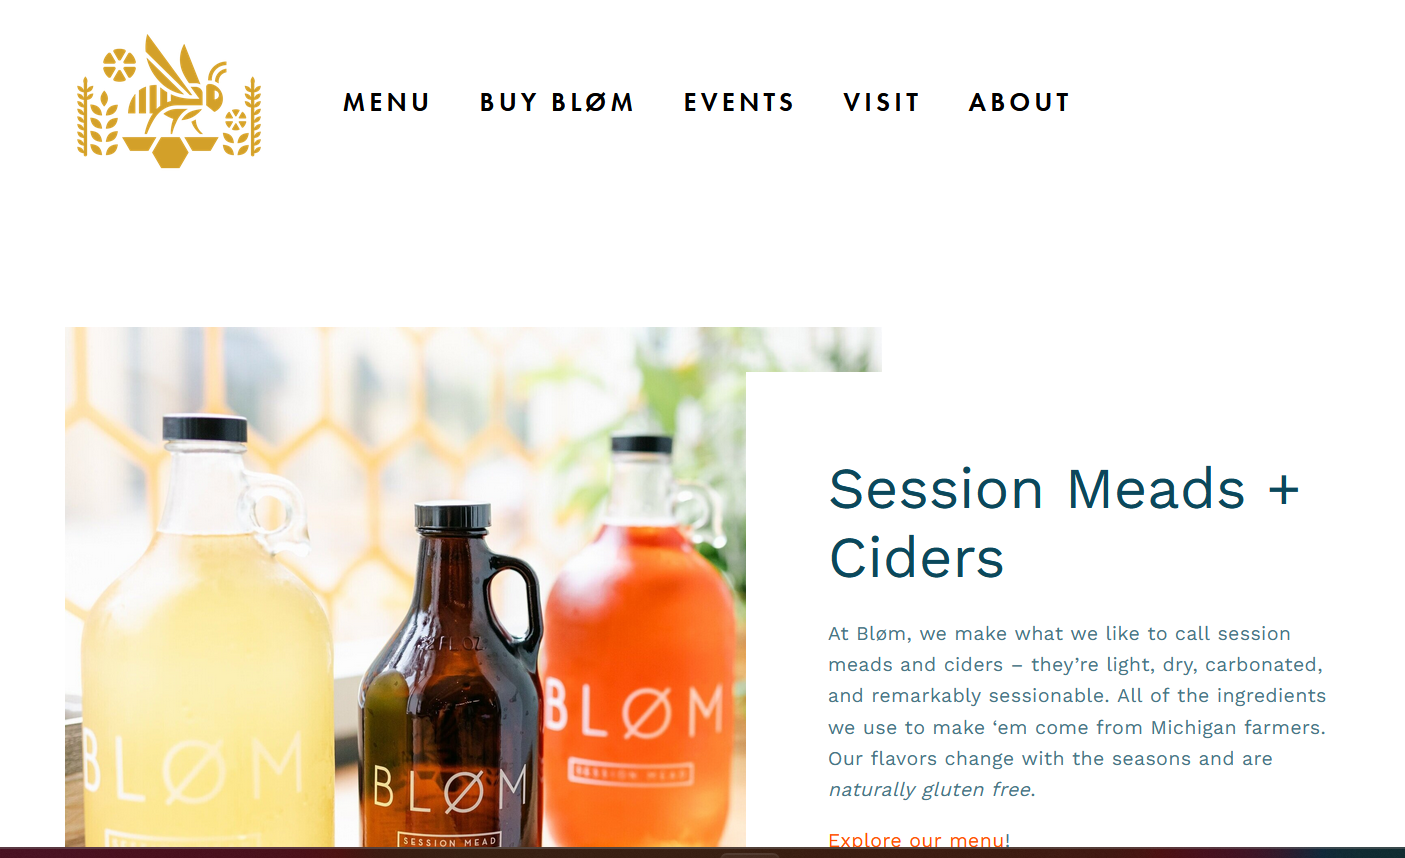 MENU BUY BLØM EVENTS VISIT ABOUT
Session Meads +
Ciders
At Bløm, we make what we like to call session
meads and ciders – they’re light, dry, carbonated,
and remarkably sessionable. All of the ingredients
we use to make ‘em come from Michigan farmers.
Our flavors change with the seasons and are
naturally gluten free.
Explore our menu!
BLØM
BLØM
SESSION MEAD
BLØM
SESSION MEAD